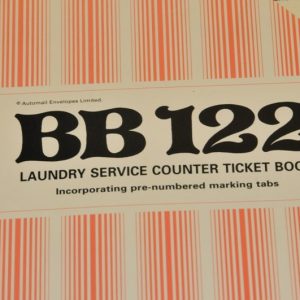 ® Automail Envelopes Limited.
BB 122
LAUNDRY SERVICE COUNTER TICKET BOO
Incorporating pre-numbered marking tabs